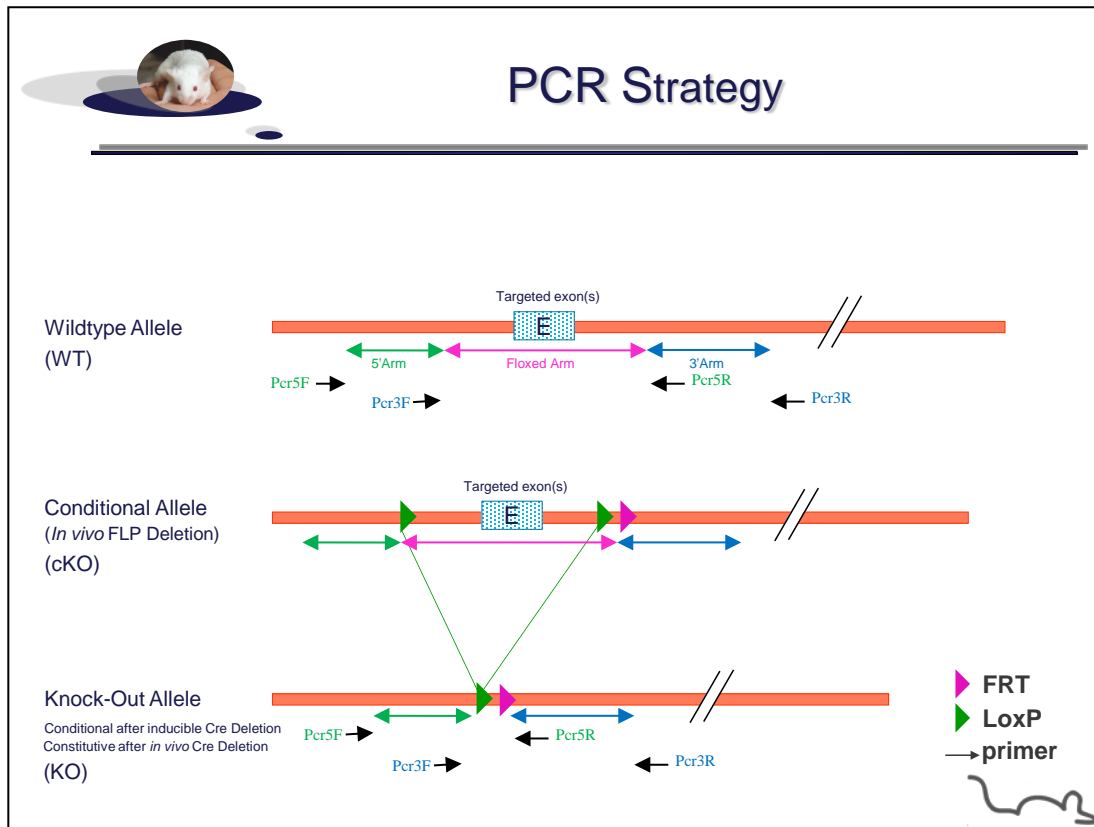 PCR Strategy
Targeted exon(s)
Wildtype Allele
(WT)
E
5'Arm
Floxed Arm
3'Arm
Pcr5F
Pcr5R
Pcr3F
Pcr3R
Targeted exon(s)
Conditional Allele
(In vivo FLP Deletion)
(cKO)
E
Knock-Out Allele
Conditional after inducible Cre Deletion
Constitutive after in vivo Cre Deletion
(KO)
Pcr5F
Pcr5R
Pcr3F
Pcr3R
FRT
LoxP
primer